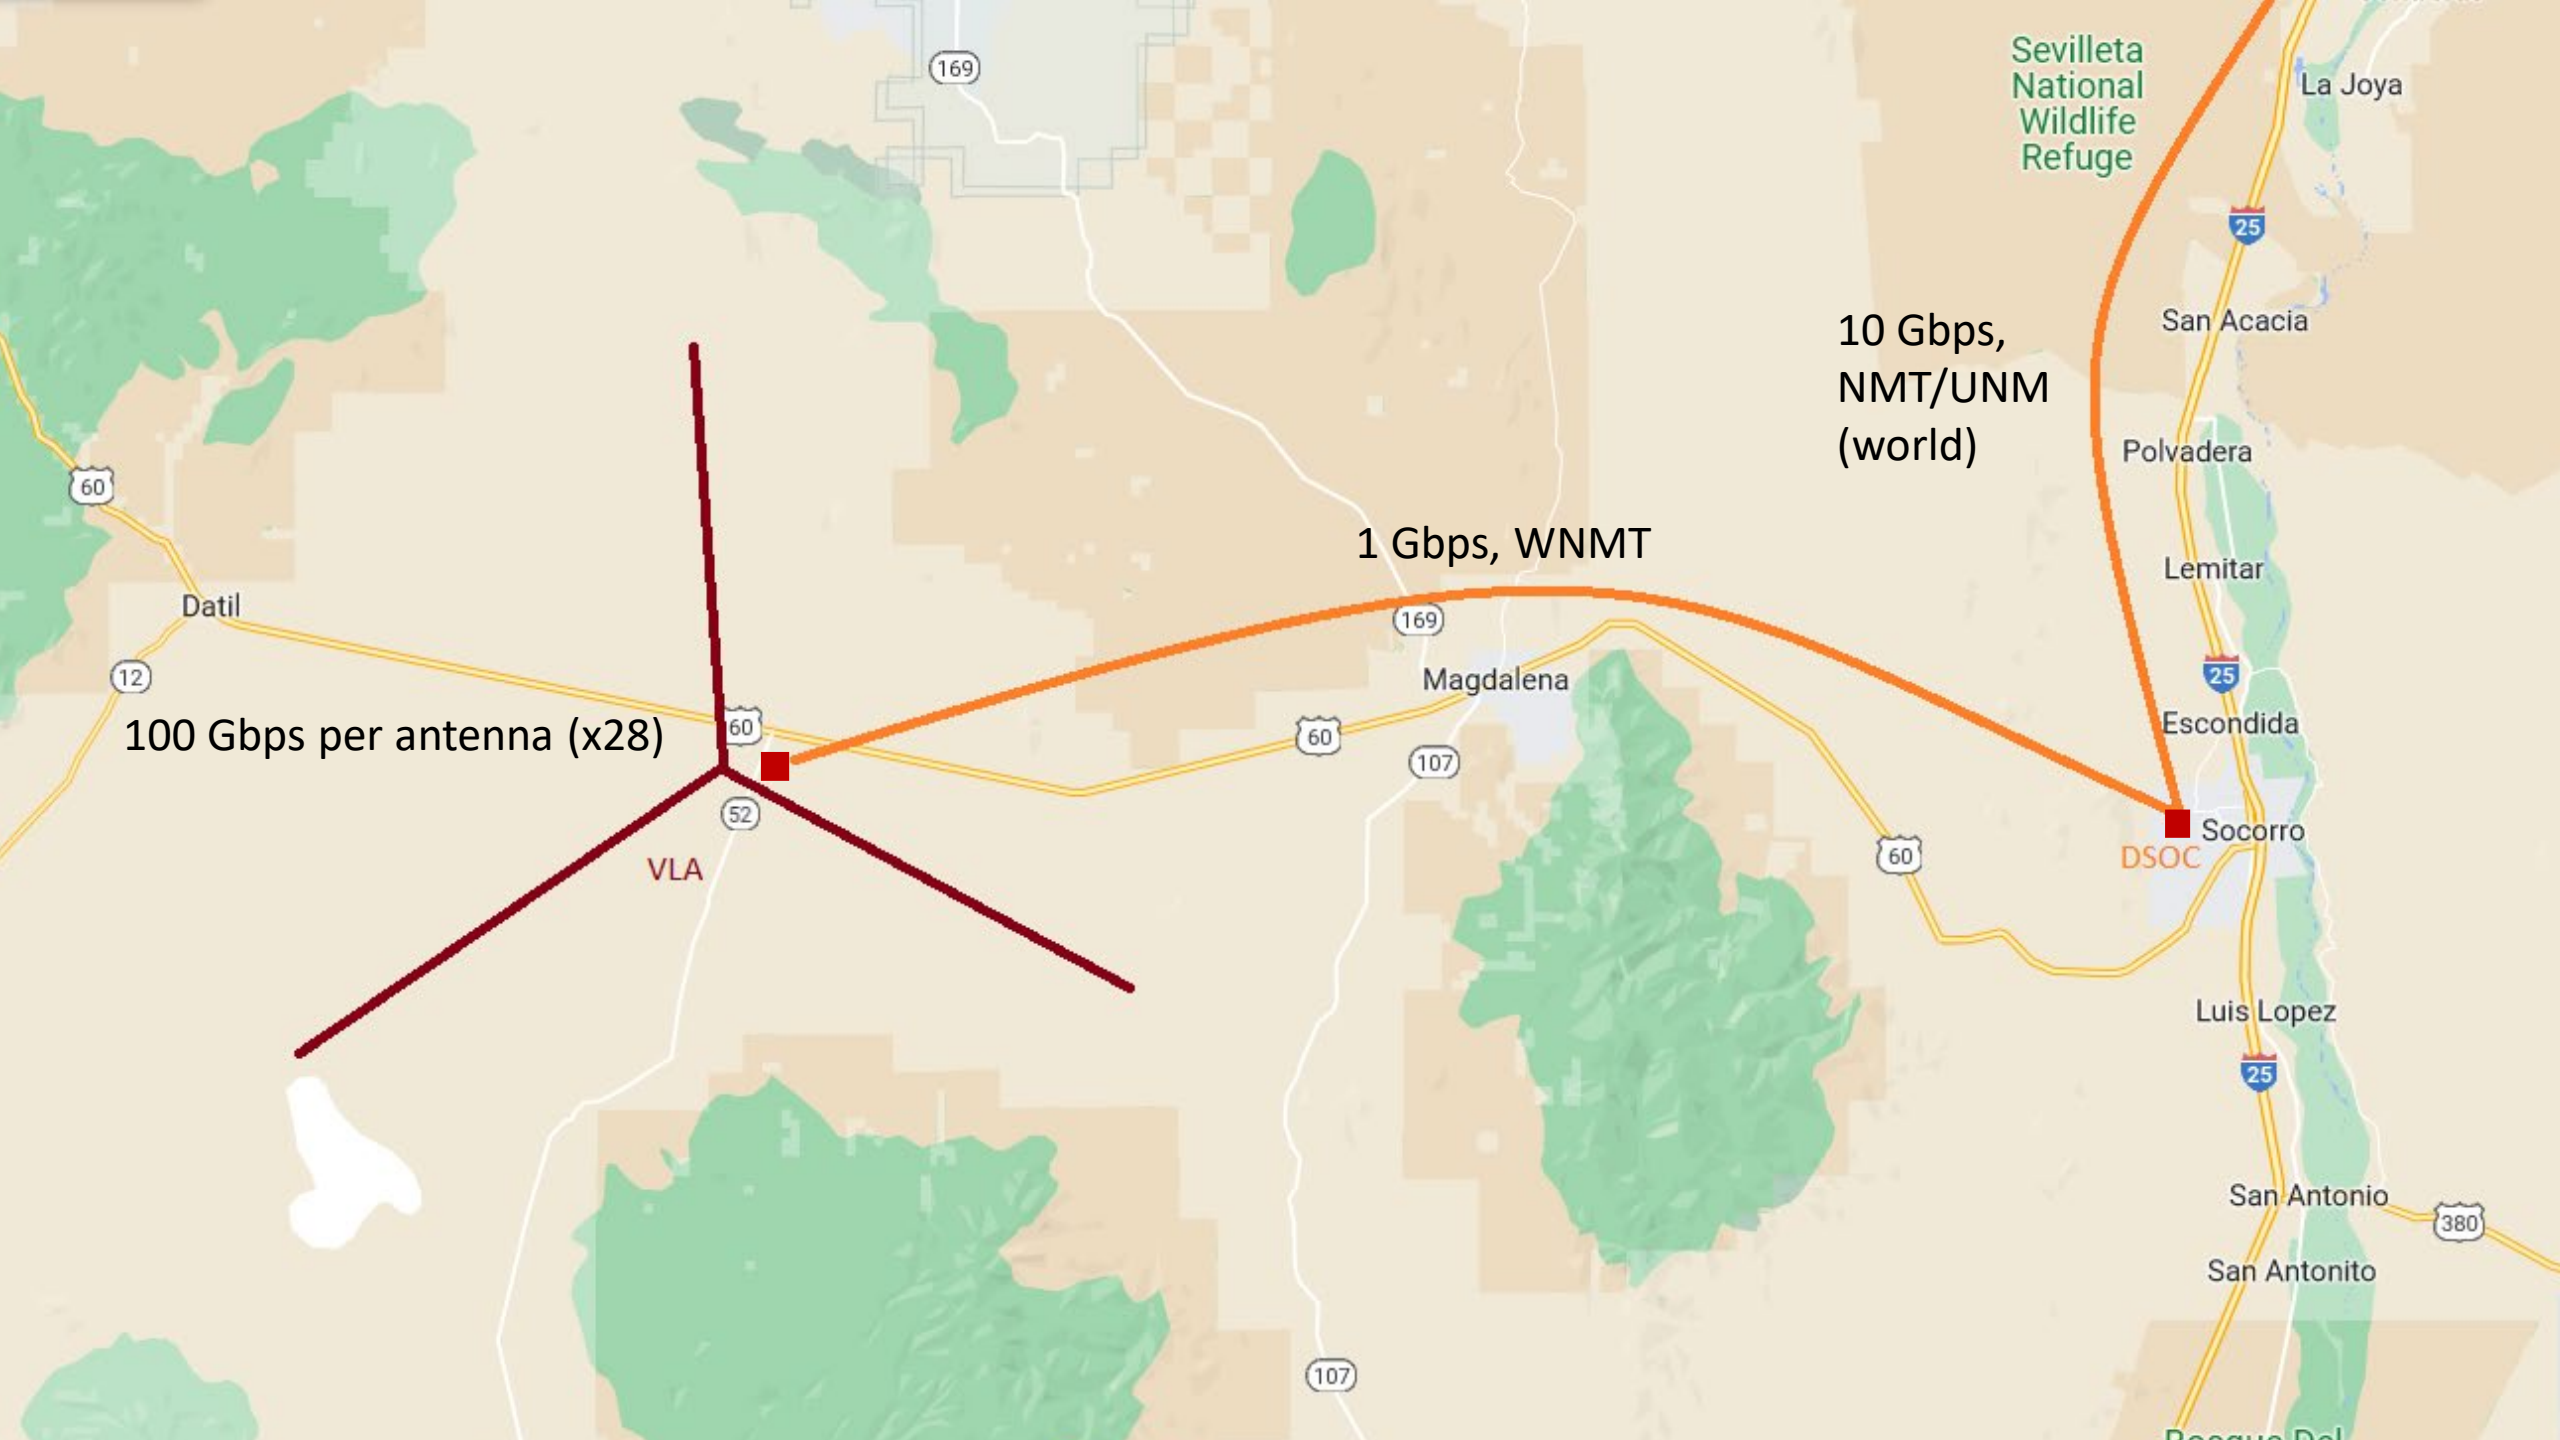 169
Sevilleta
National
Wildlife
Refuge
La Joya
25
San Acacia
10 Gbps,
NMT/UNM
(world)
Polvadera
60
1 Gbps, WNMT
Lemitar
Datil
169
12
Magdalena
25
100 Gbps per antenna (x28)
60
60
107
Escondida
52
Socorro
VLA
60
DSOC
Luis Lopez
25
San Antonio
380
San Antonito
107